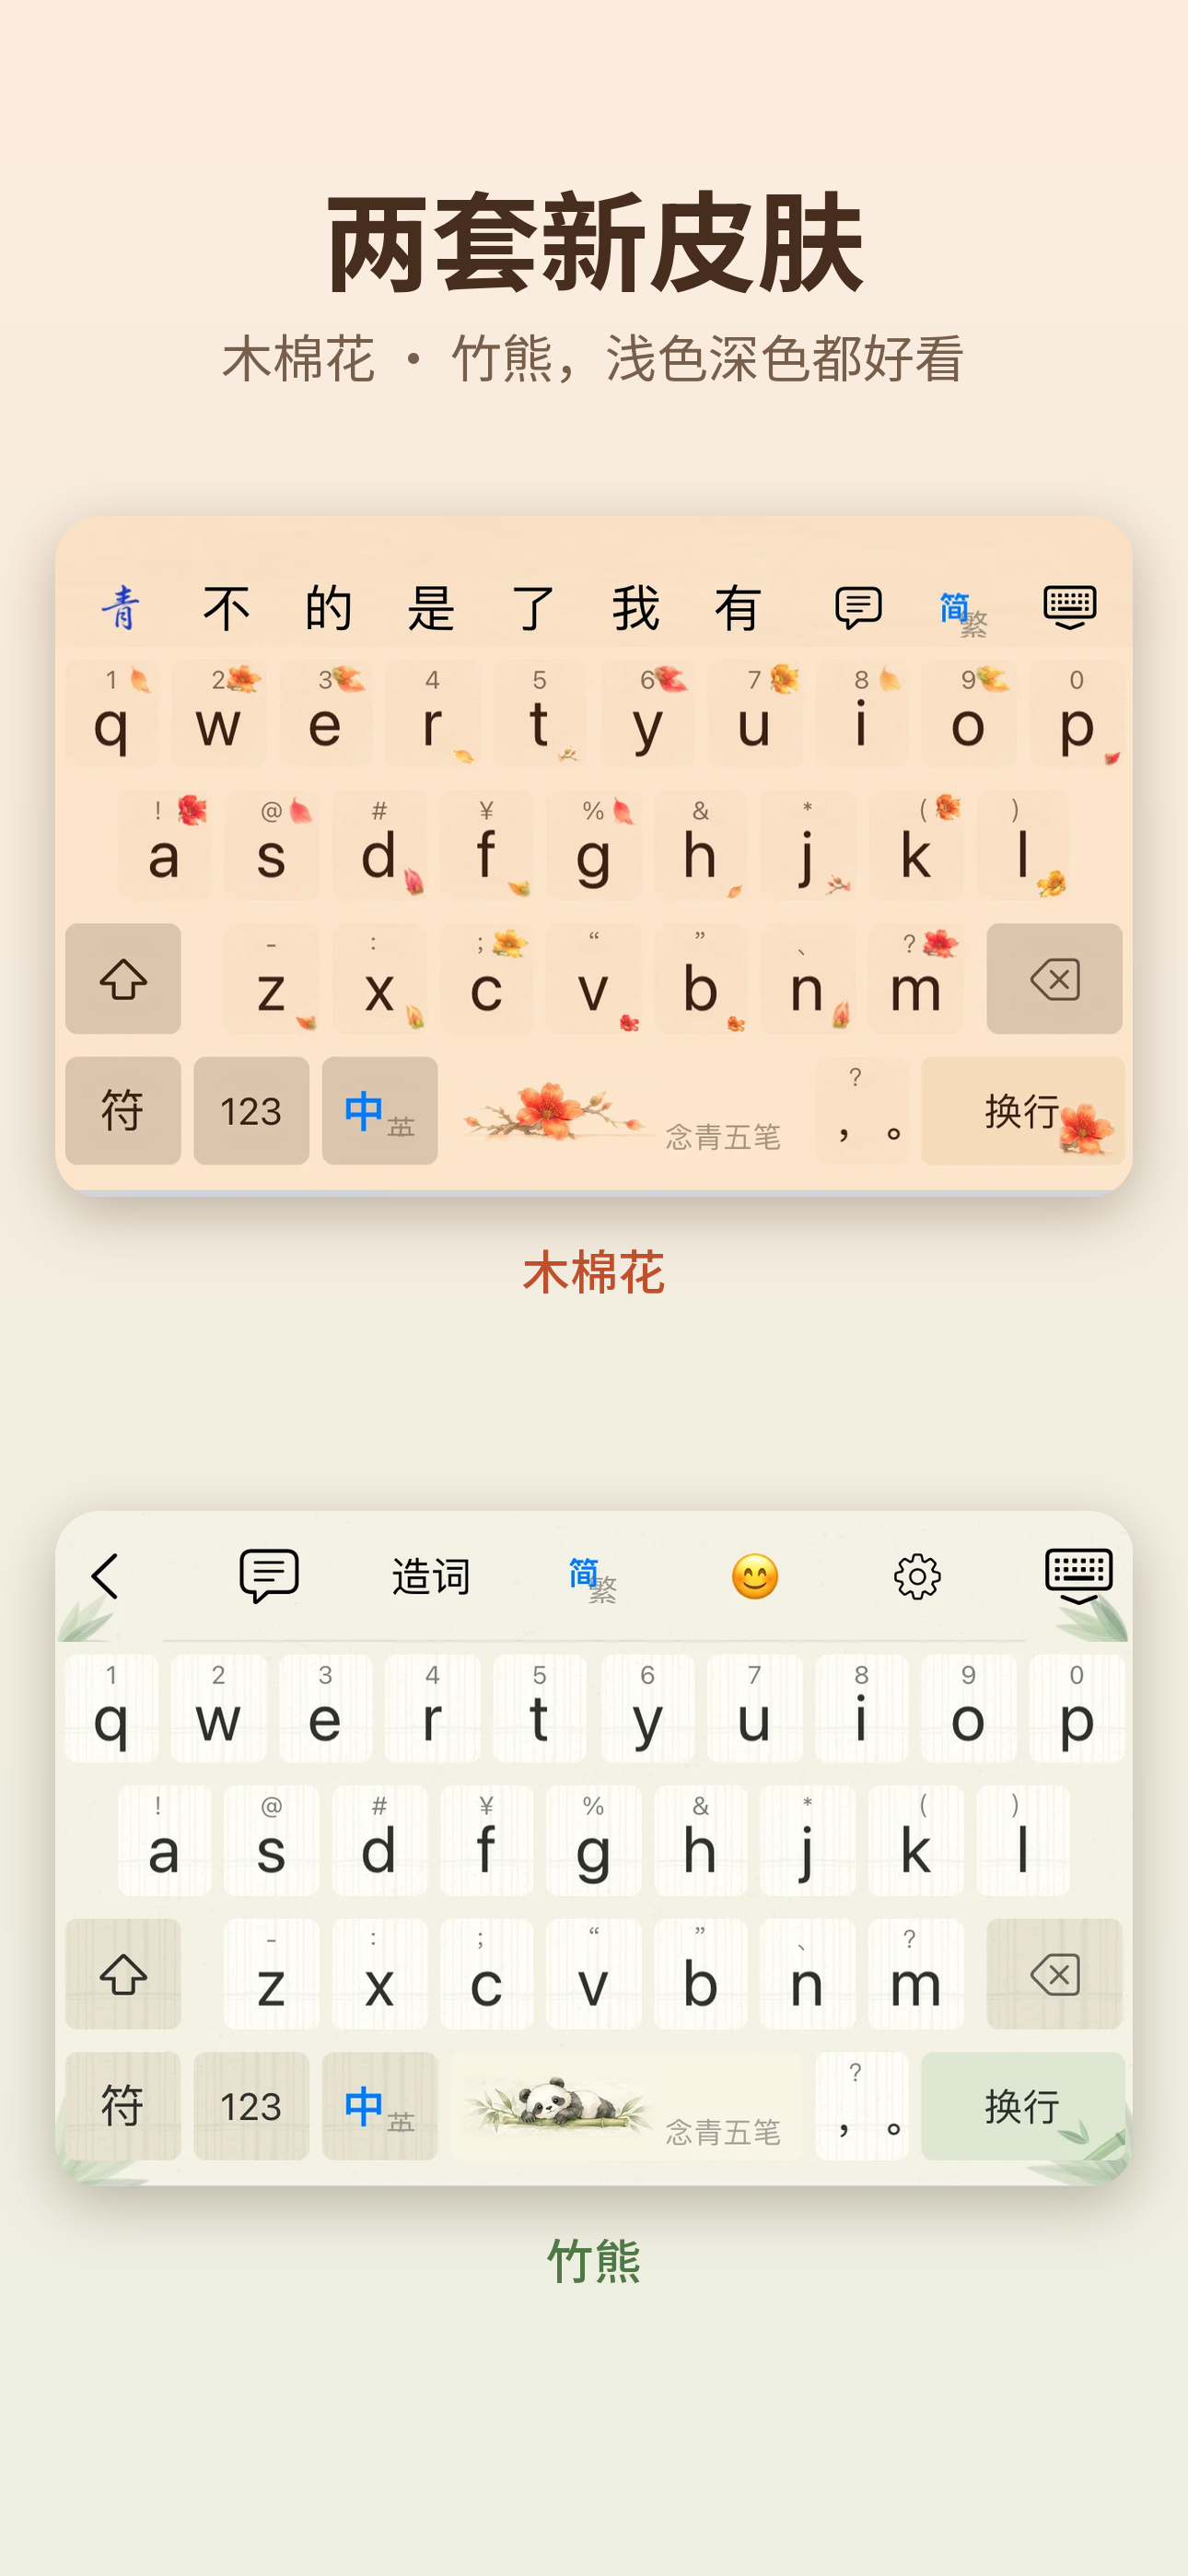 两套新皮肤
木棉花 · 竹熊，浅色深色都好看
青 不 的 是 了 我 有 简繁
1 2 3 4 5 6 7 8 9 0
q w e r t y u i o p
! @ # ¥ % & * ( )
a s d f g h j k l
- : ; “ ” 、 ?
z x c v b n m
?
符 123 中英 念青五笔 ， 。 换行
木棉花
造词 简繁
1 2 3 4 5 6 7 8 9 0
q w e r t y u i o p
! @ # ¥ % & * ( )
a s d f g h j k l
- : ; “ ” 、 ?
z x c v b n m
?
符 123 中英 念青五笔 ， 。 换行
竹熊